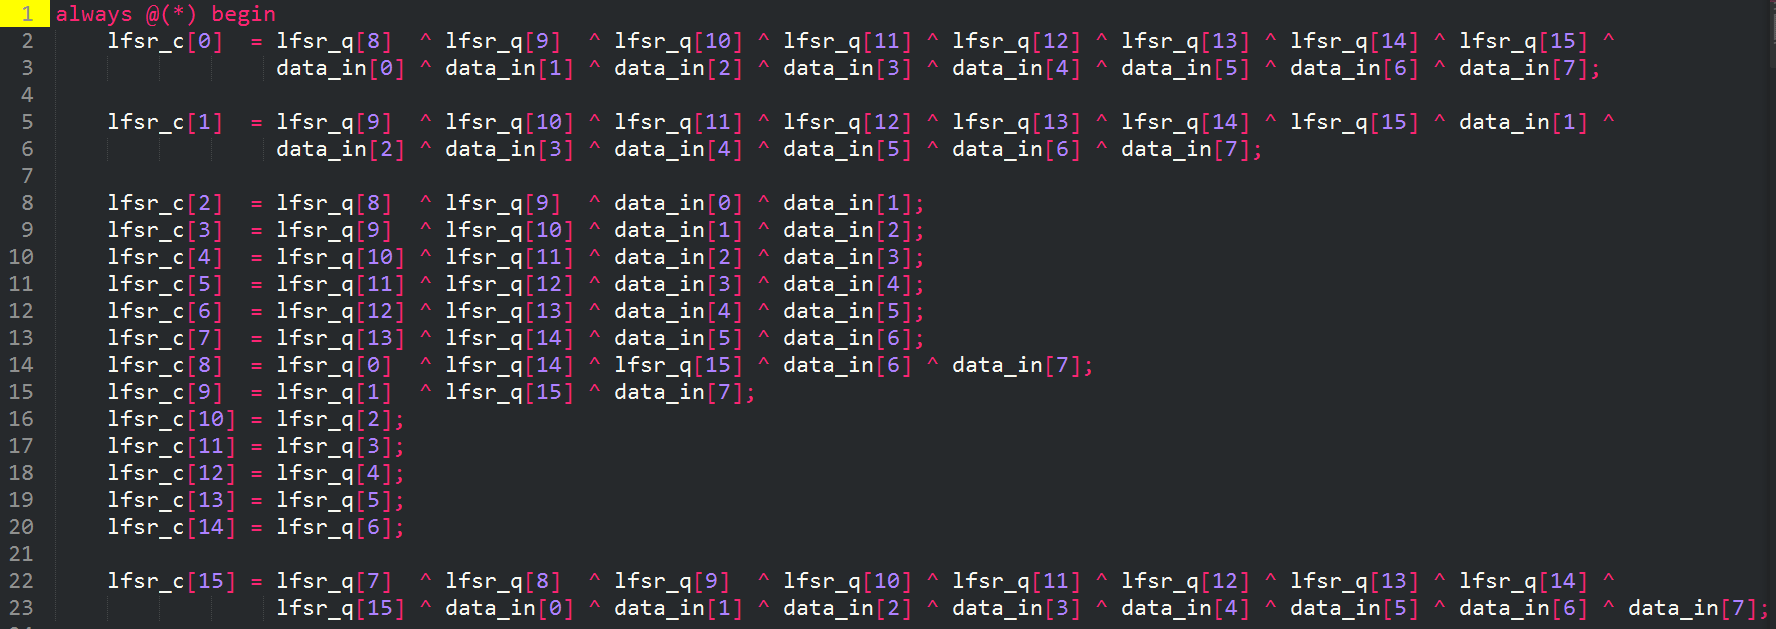 1 always @(*) begin
2     lfsr_c[0]  = lfsr_q[8]  ^ lfsr_q[9]  ^ lfsr_q[10] ^ lfsr_q[11] ^ lfsr_q[12] ^ lfsr_q[13] ^ lfsr_q[14] ^ lfsr_q[15] ^
3                  data_in[0] ^ data_in[1] ^ data_in[2] ^ data_in[3] ^ data_in[4] ^ data_in[5] ^ data_in[6] ^ data_in[7];
4
5     lfsr_c[1]  = lfsr_q[9]  ^ lfsr_q[10] ^ lfsr_q[11] ^ lfsr_q[12] ^ lfsr_q[13] ^ lfsr_q[14] ^ lfsr_q[15] ^ data_in[1] ^
6                  data_in[2] ^ data_in[3] ^ data_in[4] ^ data_in[5] ^ data_in[6] ^ data_in[7];
7
8     lfsr_c[2]  = lfsr_q[8]  ^ lfsr_q[9]  ^ data_in[0] ^ data_in[1];
9     lfsr_c[3]  = lfsr_q[9]  ^ lfsr_q[10] ^ data_in[1] ^ data_in[2];
10    lfsr_c[4]  = lfsr_q[10] ^ lfsr_q[11] ^ data_in[2] ^ data_in[3];
11    lfsr_c[5]  = lfsr_q[11] ^ lfsr_q[12] ^ data_in[3] ^ data_in[4];
12    lfsr_c[6]  = lfsr_q[12] ^ lfsr_q[13] ^ data_in[4] ^ data_in[5];
13    lfsr_c[7]  = lfsr_q[13] ^ lfsr_q[14] ^ data_in[5] ^ data_in[6];
14    lfsr_c[8]  = lfsr_q[0]  ^ lfsr_q[14] ^ lfsr_q[15] ^ data_in[6] ^ data_in[7];
15    lfsr_c[9]  = lfsr_q[1]  ^ lfsr_q[15] ^ data_in[7];
16    lfsr_c[10] = lfsr_q[2];
17    lfsr_c[11] = lfsr_q[3];
18    lfsr_c[12] = lfsr_q[4];
19    lfsr_c[13] = lfsr_q[5];
20    lfsr_c[14] = lfsr_q[6];
21
22    lfsr_c[15] = lfsr_q[7]  ^ lfsr_q[8]  ^ lfsr_q[9]  ^ lfsr_q[10] ^ lfsr_q[11] ^ lfsr_q[12] ^ lfsr_q[13] ^ lfsr_q[14] ^
23                 lfsr_q[15] ^ data_in[0] ^ data_in[1] ^ data_in[2] ^ data_in[3] ^ data_in[4] ^ data_in[5] ^ data_in[6] ^ data_in[7];